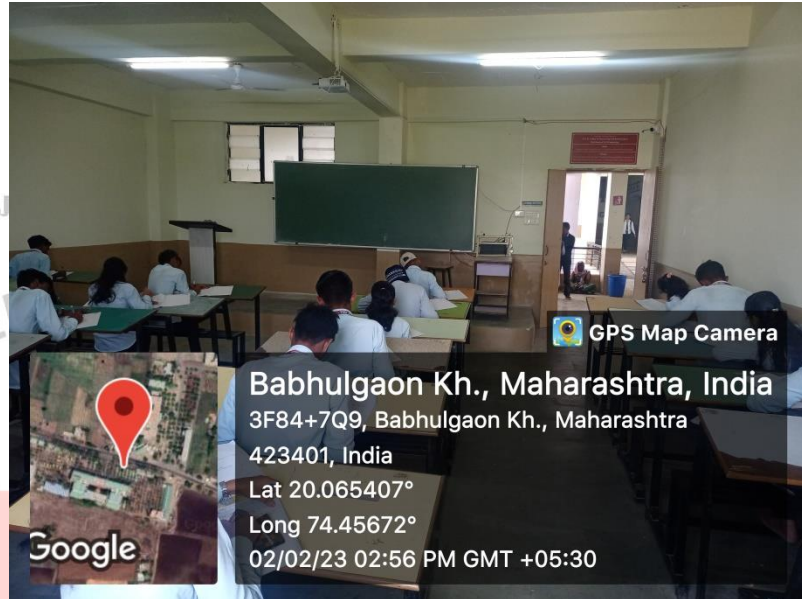 GPS Map Camera
Babhulgaon Kh., Maharashtra, India
3F84+7Q9, Babhulgaon Kh., Maharashtra
423401, India
Lat 20.065407°
Long 74.45672°
02/02/23 02:56 PM GMT +05:30
Google